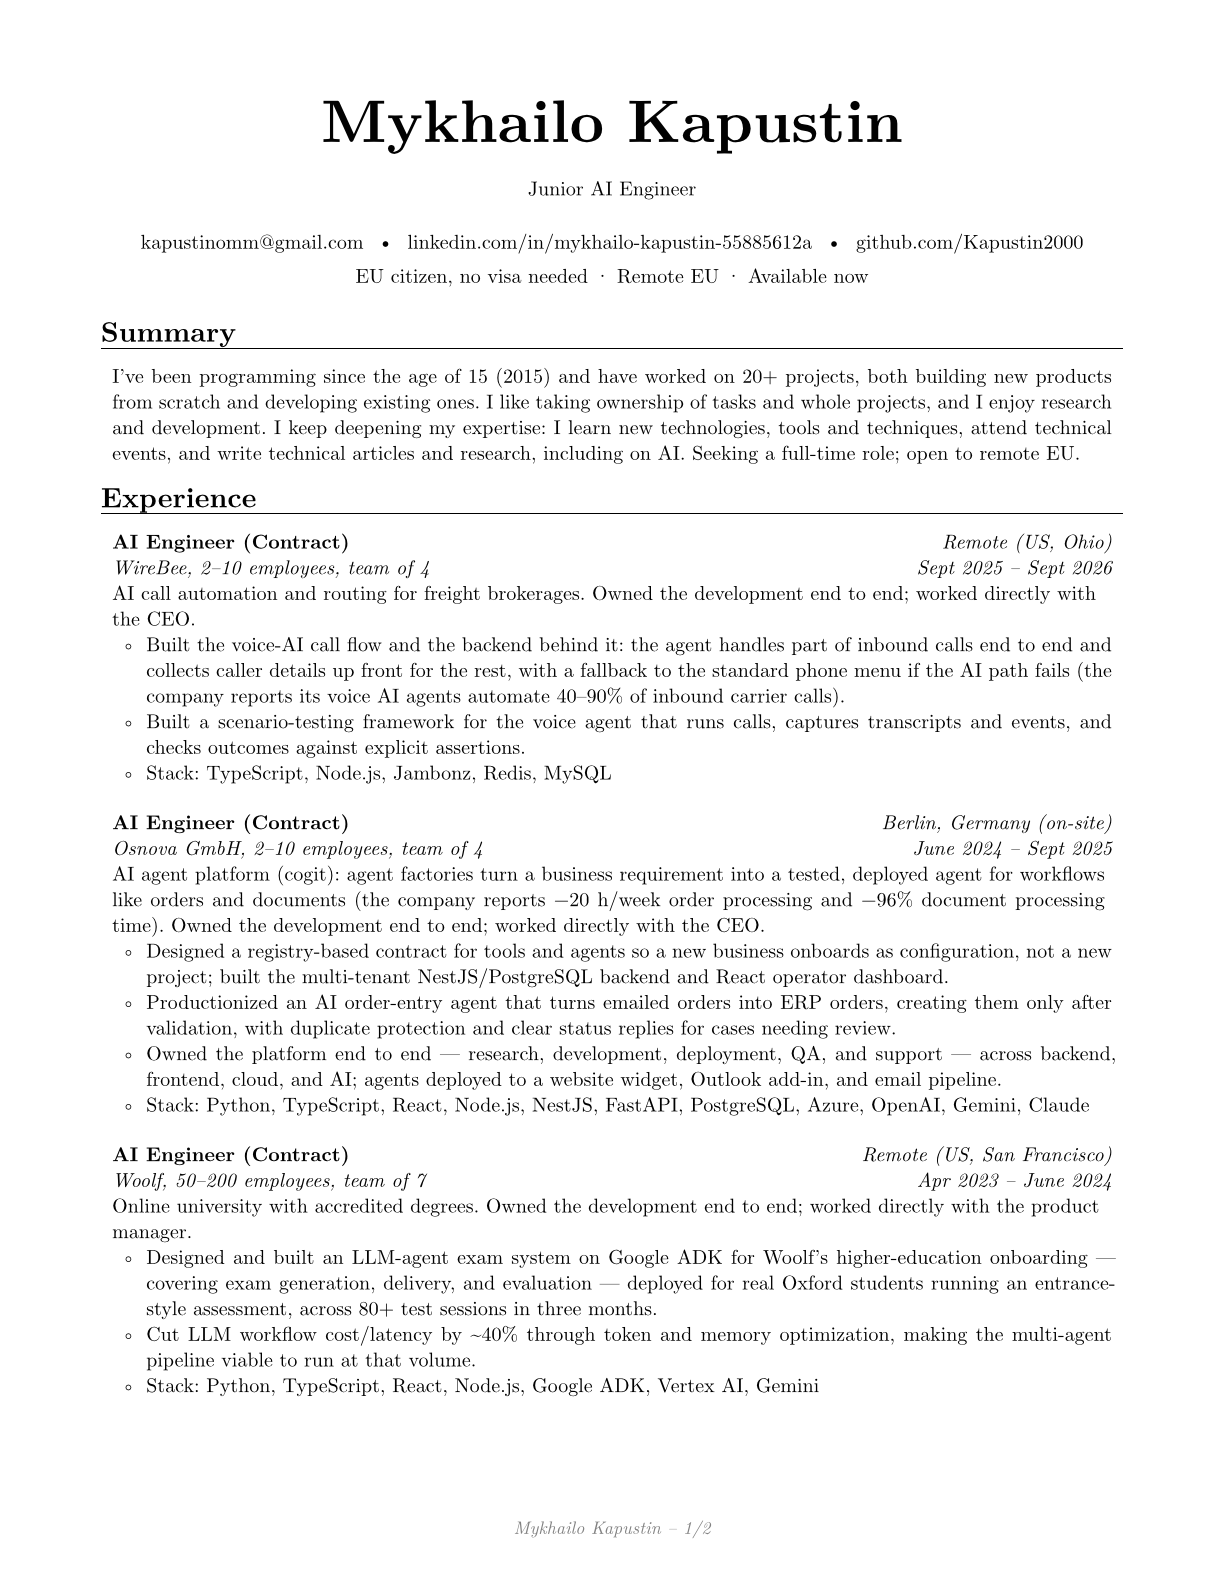 Mykhailo Kapustin
Junior AI Engineer
kapustinomm@gmail.com • linkedin.com/in/mykhailo-kapustin-55885612a • github.com/Kapustin2000
EU citizen, no visa needed · Remote EU · Available now
Summary
I've been programming since the age of 15 (2015) and have worked on 20+ projects, both building new products
from scratch and developing existing ones. I like taking ownership of tasks and whole projects, and I enjoy research
and development. I keep deepening my expertise: I learn new technologies, tools and techniques, attend technical
events, and write technical articles and research, including on AI. Seeking a full-time role; open to remote EU.
Experience
AI Engineer (Contract) Remote (US, Ohio)
WireBee, 2–10 employees, team of 4 Sept 2025 – Sept 2026
AI call automation and routing for freight brokerages. Owned the development end to end; worked directly with
the CEO.
◦ Built the voice-AI call flow and the backend behind it: the agent handles part of inbound calls end to end and
collects caller details up front for the rest, with a fallback to the standard phone menu if the AI path fails (the
company reports its voice AI agents automate 40–90% of inbound carrier calls).
◦ Built a scenario-testing framework for the voice agent that runs calls, captures transcripts and events, and
checks outcomes against explicit assertions.
◦ Stack: TypeScript, Node.js, Jambonz, Redis, MySQL
AI Engineer (Contract) Berlin, Germany (on-site)
Osnova GmbH, 2–10 employees, team of 4 June 2024 – Sept 2025
AI agent platform (cogit): agent factories turn a business requirement into a tested, deployed agent for workflows
like orders and documents (the company reports −20 h/week order processing and −96% document processing
time). Owned the development end to end; worked directly with the CEO.
◦ Designed a registry-based contract for tools and agents so a new business onboards as configuration, not a new
project; built the multi-tenant NestJS/PostgreSQL backend and React operator dashboard.
◦ Productionized an AI order-entry agent that turns emailed orders into ERP orders, creating them only after
validation, with duplicate protection and clear status replies for cases needing review.
◦ Owned the platform end to end — research, development, deployment, QA, and support — across backend,
frontend, cloud, and AI; agents deployed to a website widget, Outlook add-in, and email pipeline.
◦ Stack: Python, TypeScript, React, Node.js, NestJS, FastAPI, PostgreSQL, Azure, OpenAI, Gemini, Claude
AI Engineer (Contract) Remote (US, San Francisco)
Woolf, 50–200 employees, team of 7 Apr 2023 – June 2024
Online university with accredited degrees. Owned the development end to end; worked directly with the product
manager.
◦ Designed and built an LLM-agent exam system on Google ADK for Woolf's higher-education onboarding —
covering exam generation, delivery, and evaluation — deployed for real Oxford students running an entrance-
style assessment, across 80+ test sessions in three months.
◦ Cut LLM workflow cost/latency by ~40% through token and memory optimization, making the multi-agent
pipeline viable to run at that volume.
◦ Stack: Python, TypeScript, React, Node.js, Google ADK, Vertex AI, Gemini
Mykhailo Kapustin – 1/2